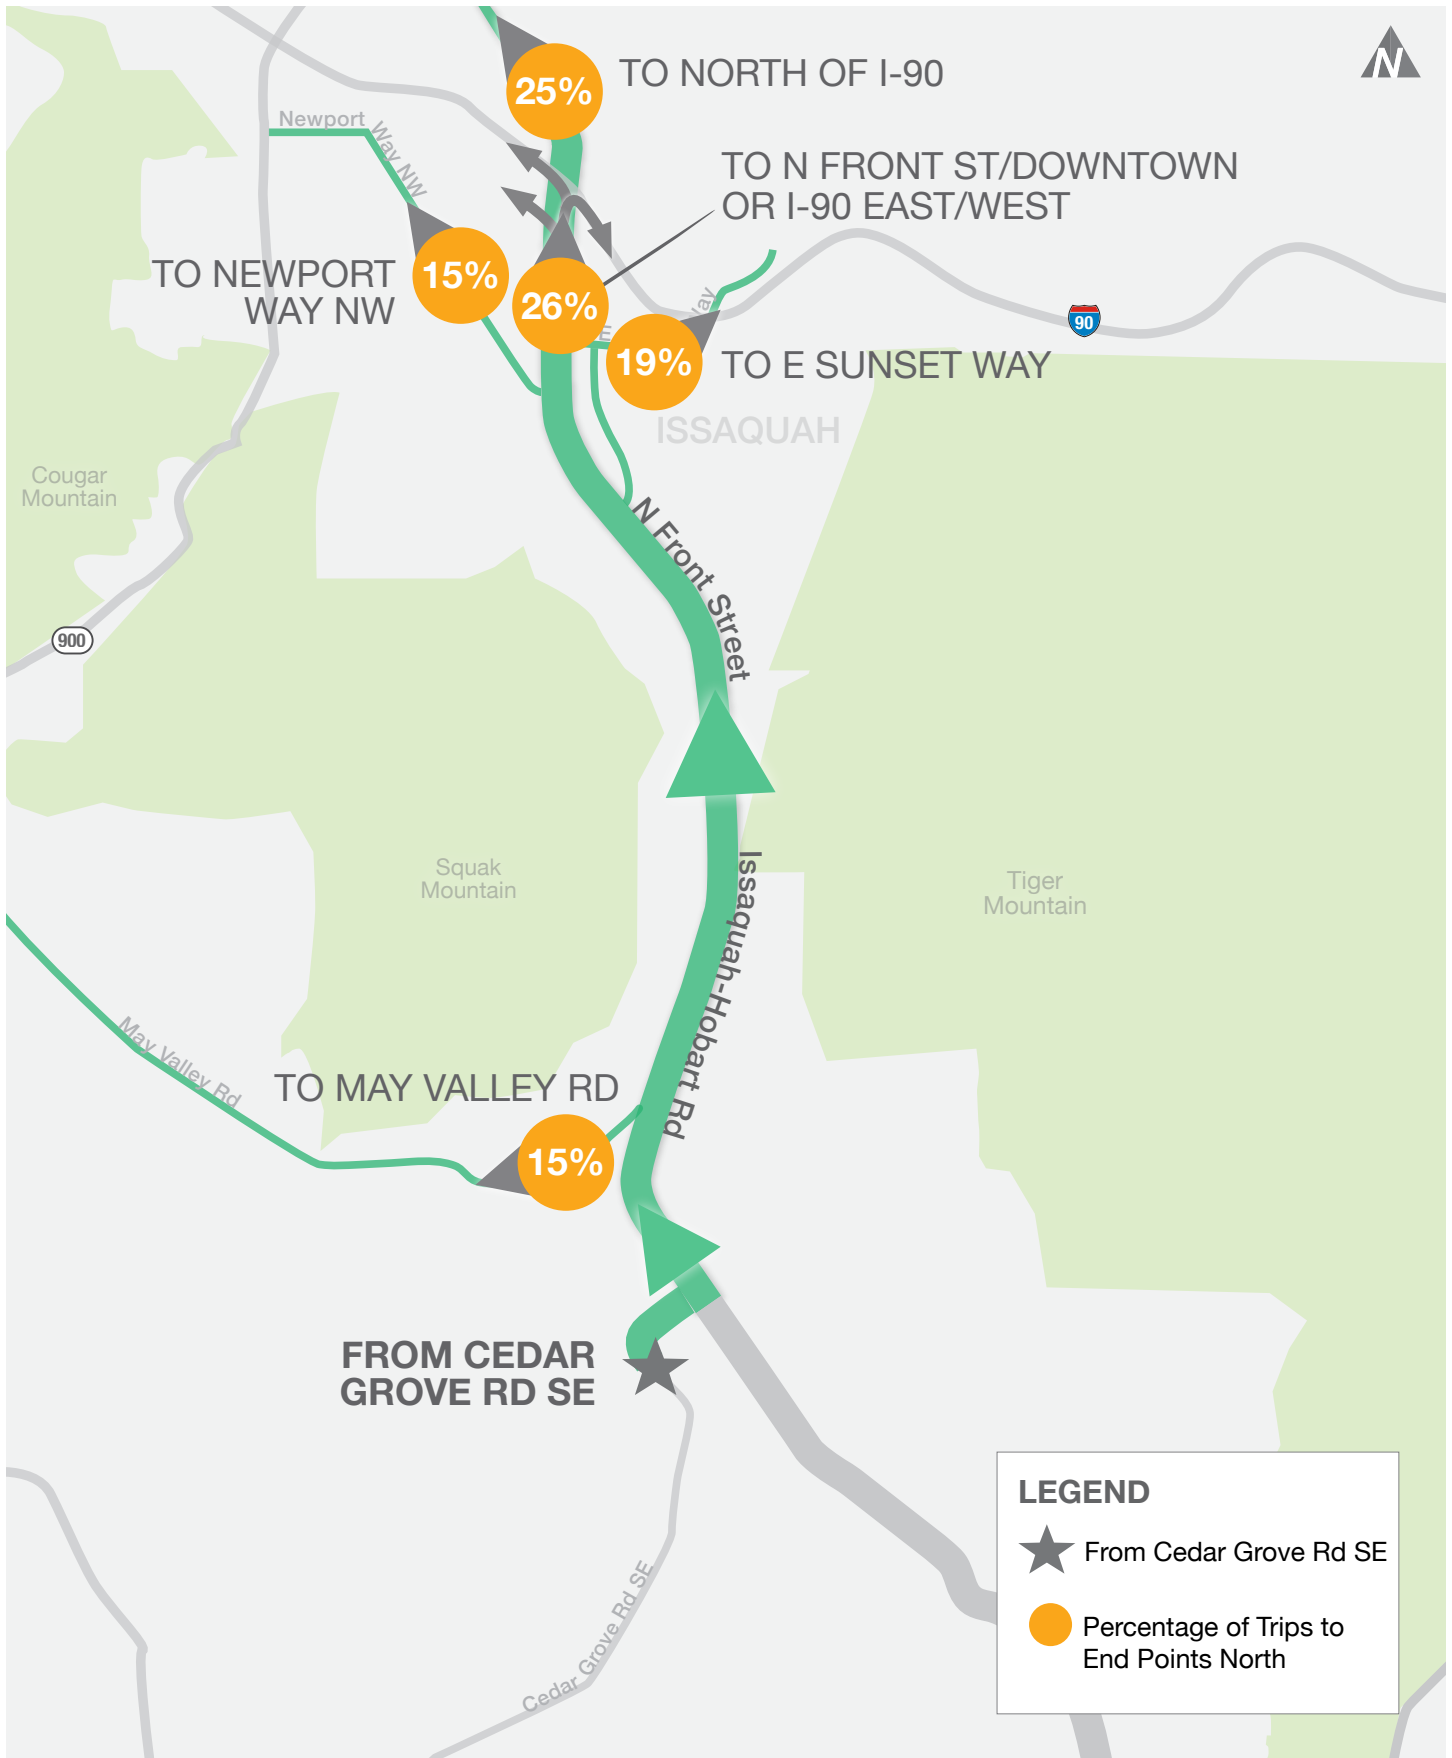 N
25%
TO NORTH OF I-90
Newport
Way NW
TO N FRONT ST/DOWNTOWN
OR I-90 EAST/WEST
TO NEWPORT
WAY NW
15%
26%
90
19%
TO E SUNSET WAY
ISSAQUAH
Cougar
Mountain
N Front Street
900
Squak
Mountain
Tiger
Mountain
Issaquah-Hobart Rd
May Valley Rd
TO MAY VALLEY RD
15%
FROM CEDAR
GROVE RD SE
Cedar Grove Rd SE
LEGEND
From Cedar Grove Rd SE
Percentage of Trips to
End Points North